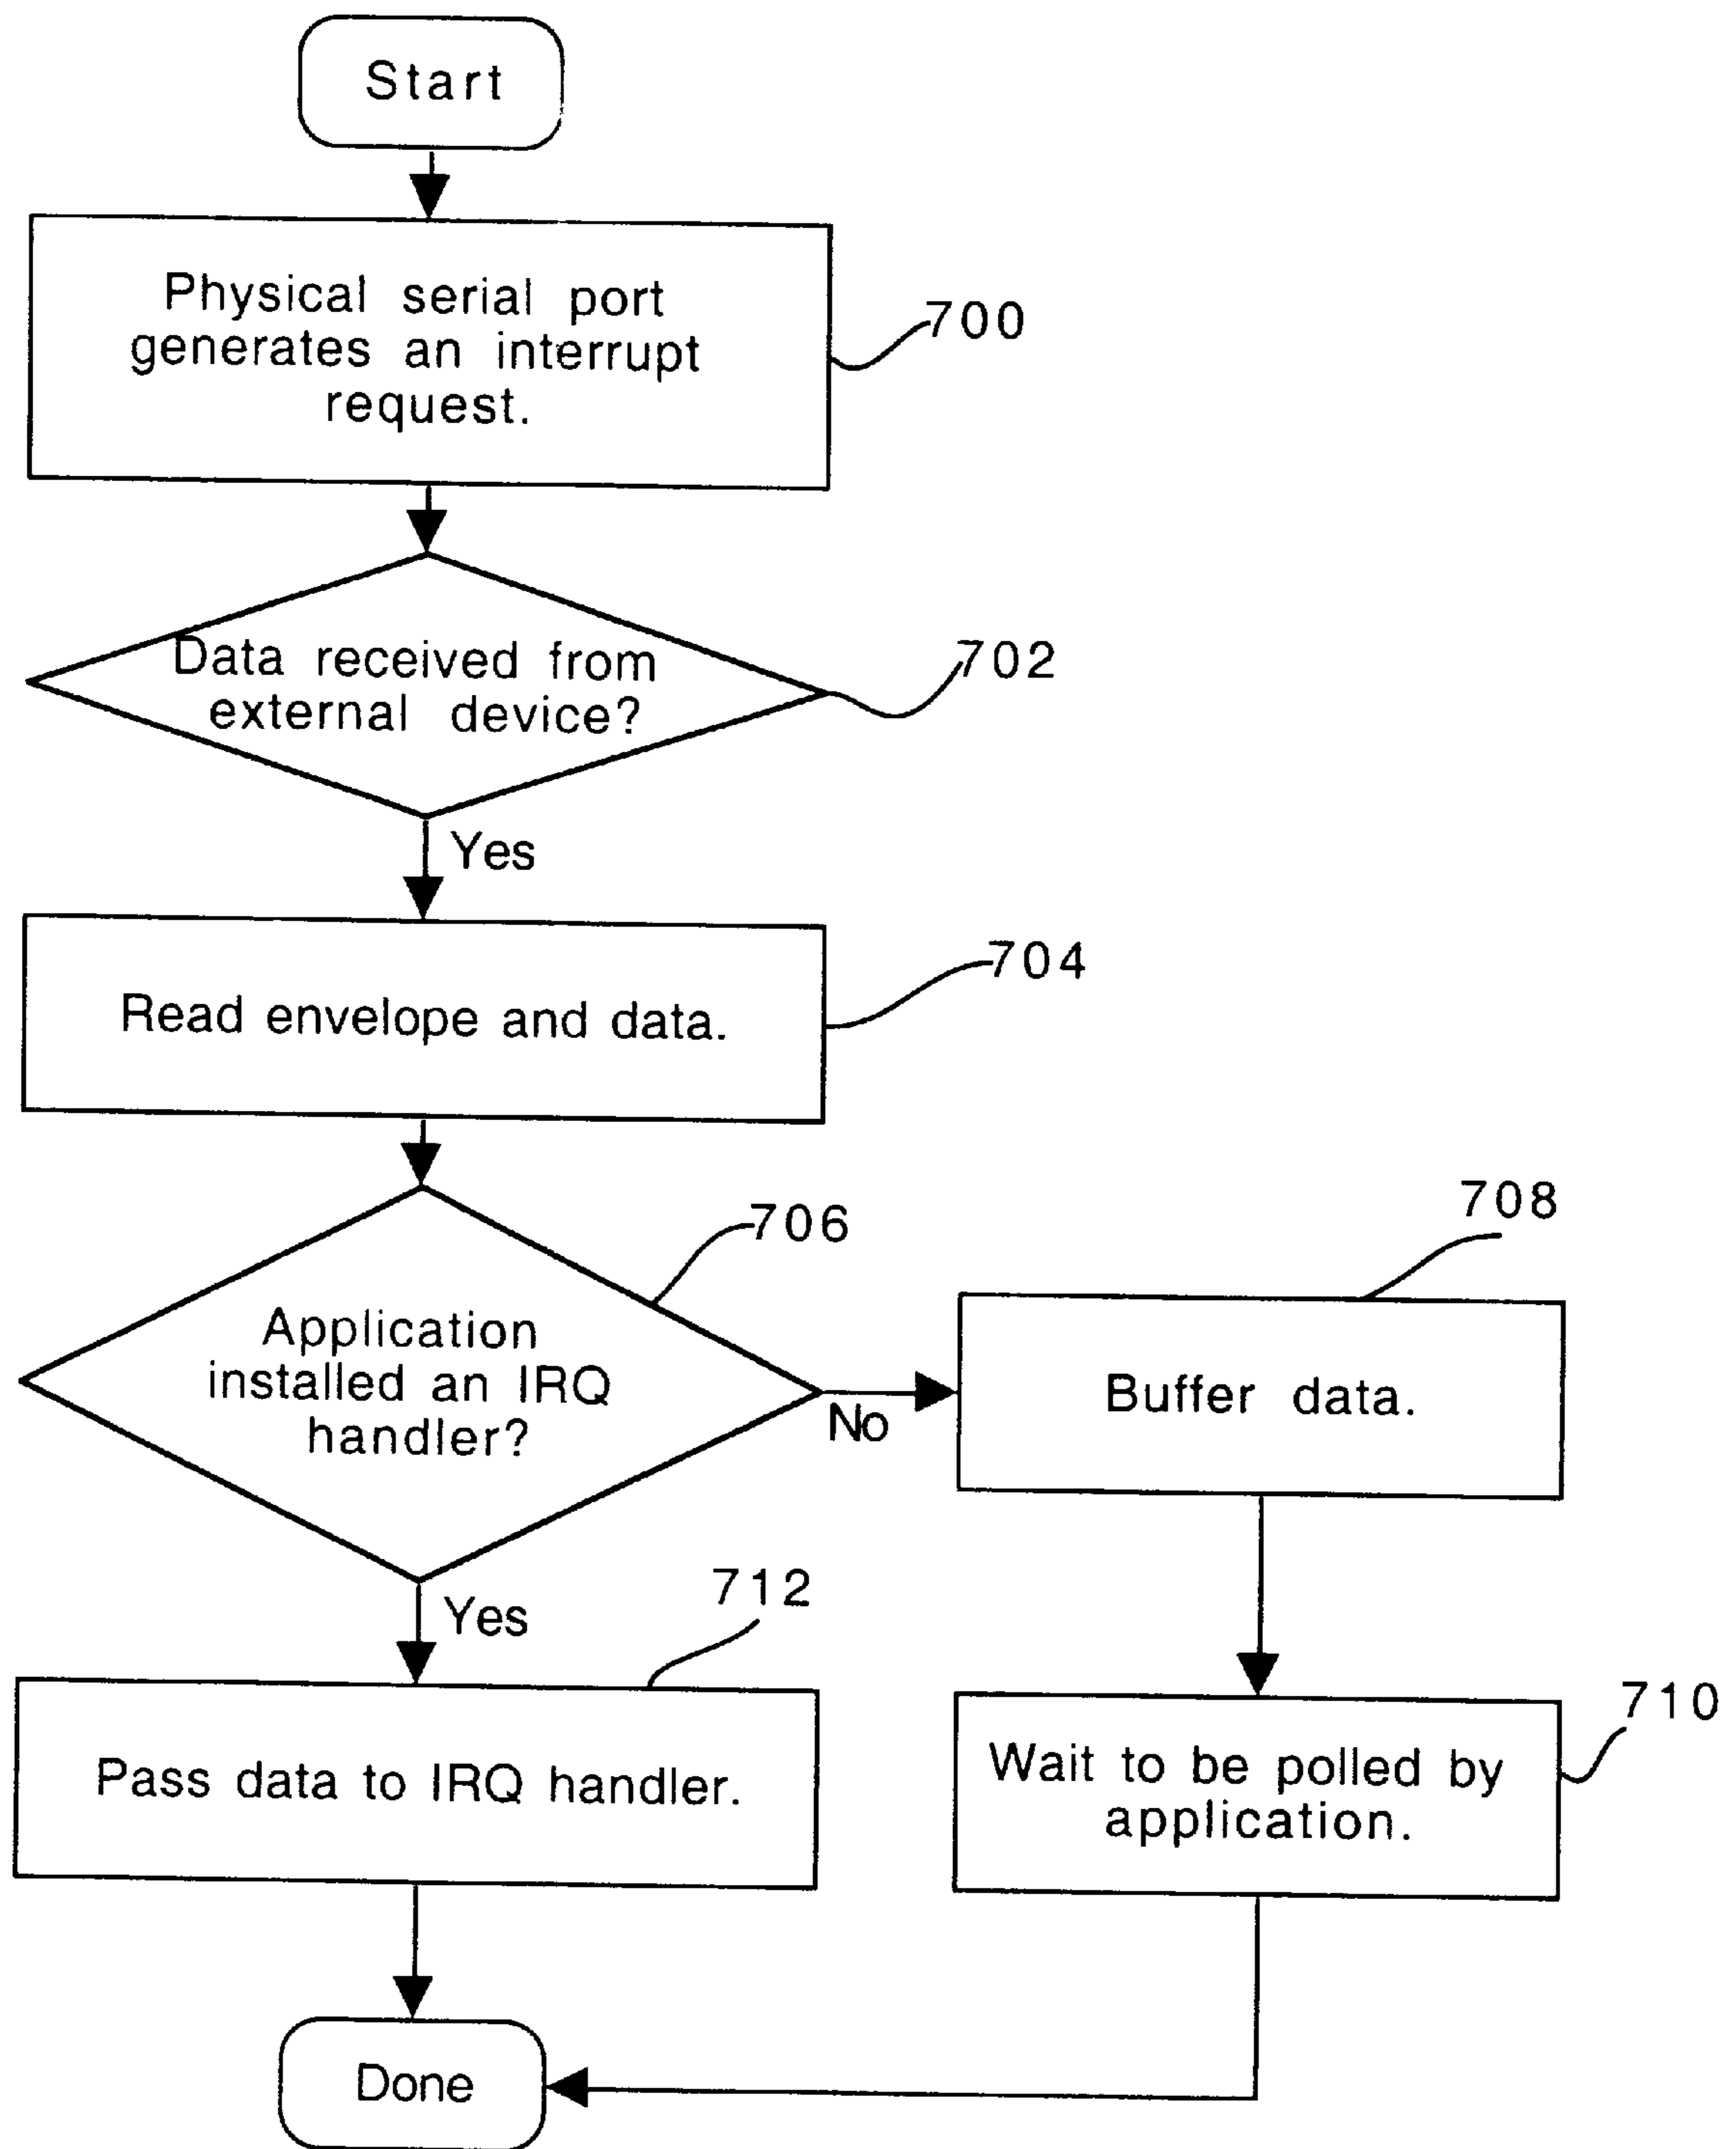 Start
Physical serial port
generates an interrupt
request.
700
Data received from
external device?
702
Yes
Read envelope and data.
704
Application
installed an IRQ
handler?
706
No
Buffer data.
708
Yes
Pass data to IRQ handler.
712
Wait to be polled by
application.
710
Done